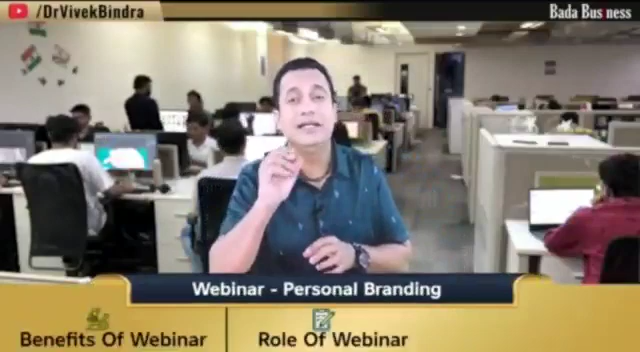 /DrVivekBindra
Bada Business
Webinar - Personal Branding
Benefits Of Webinar
Role Of Webinar